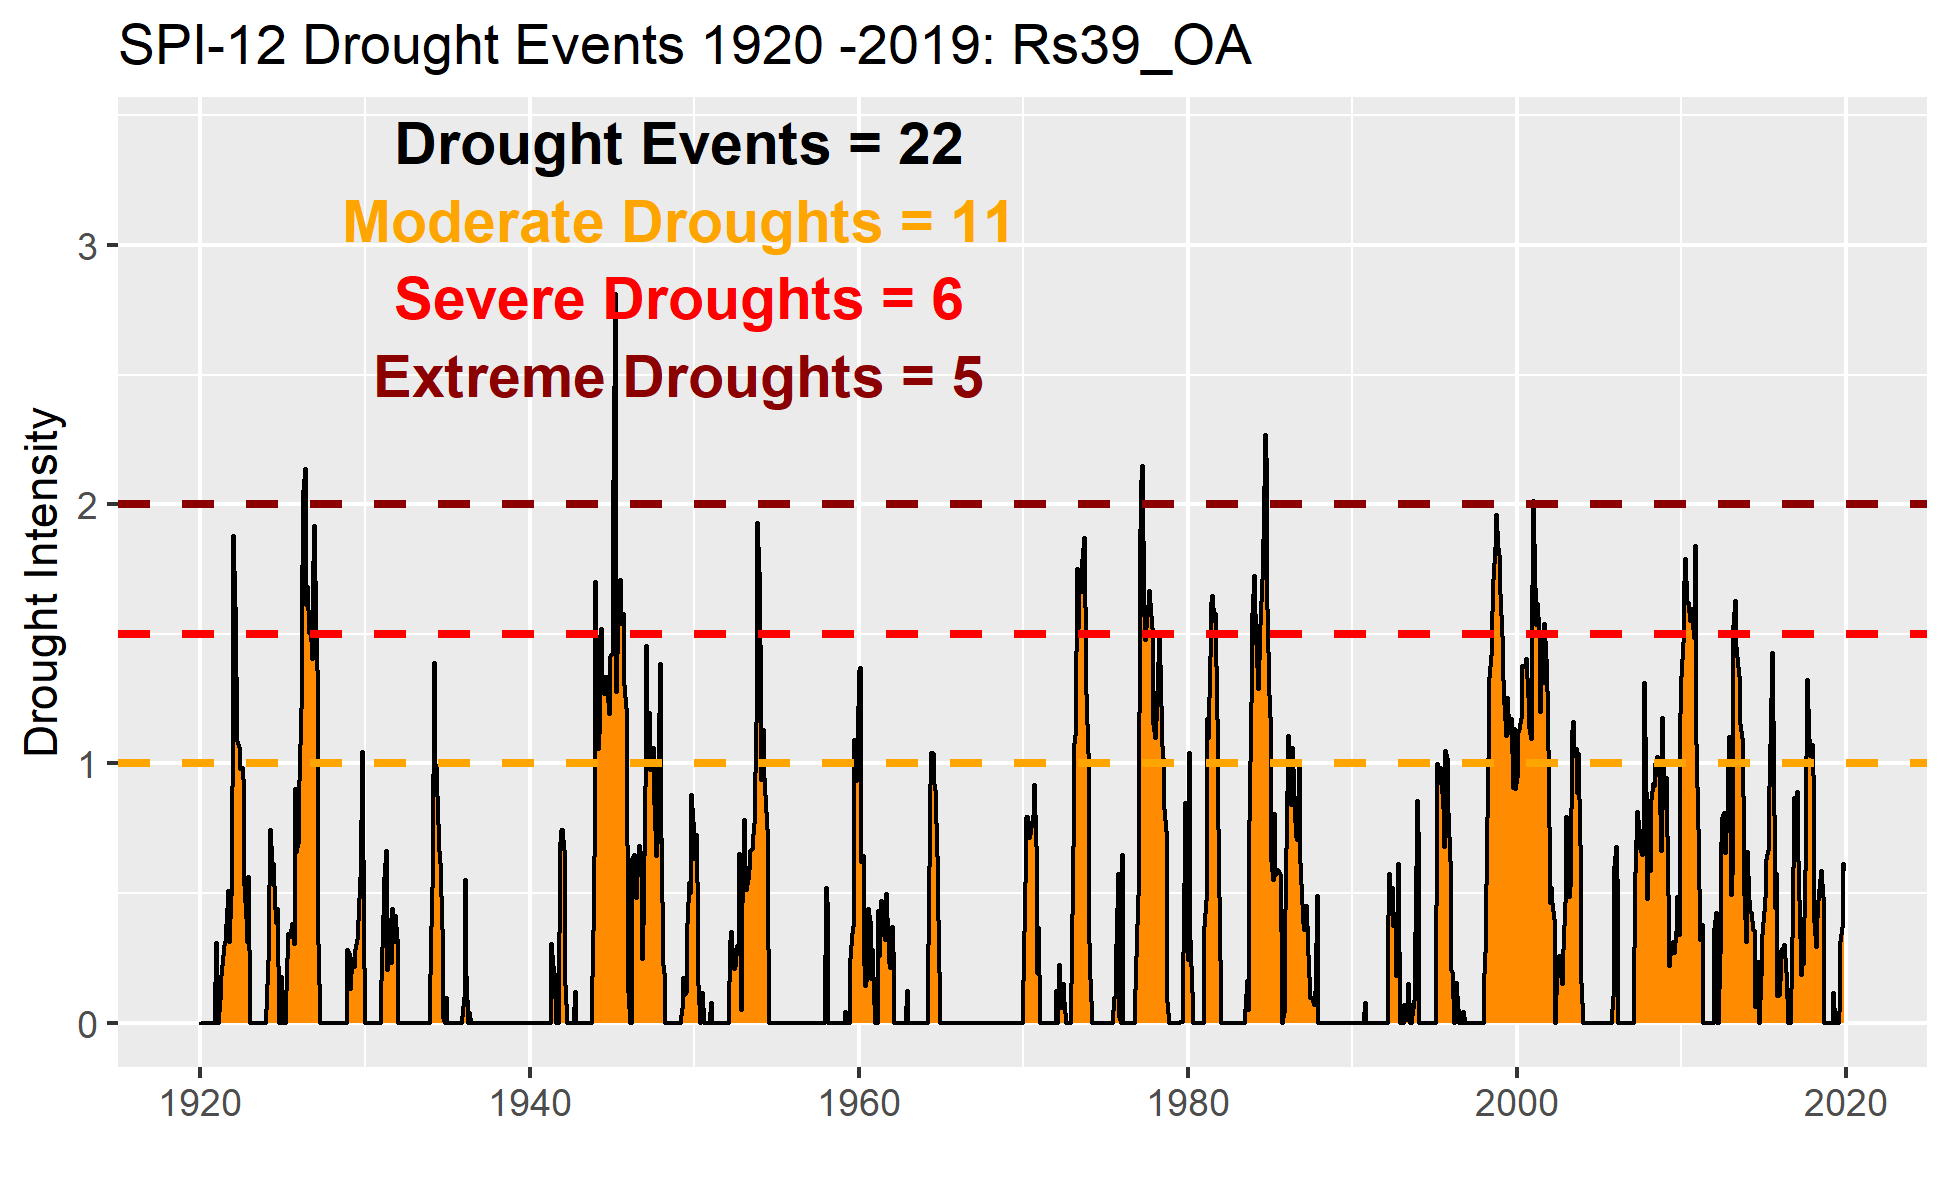 SPI-12 Drought Events 1920 -2019: Rs39_OA
Drought Events = 22
Moderate Droughts = 11
Severe Droughts = 6
Extreme Droughts = 5
Drought Intensity
3
2
1
0
1920 1940 1960 1980 2000 2020